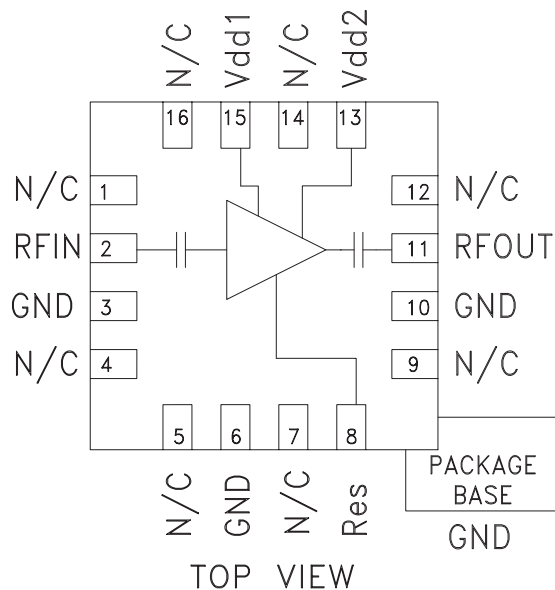 N/C Vdd1 N/C Vdd2
16 15 14 13
N/C 1 12 N/C
RFIN 2 11 RFOUT
GND 3 10 GND
N/C 4 9 N/C
5 6 7 8
N/C GND N/C Res
PACKAGE
BASE
GND
TOP VIEW